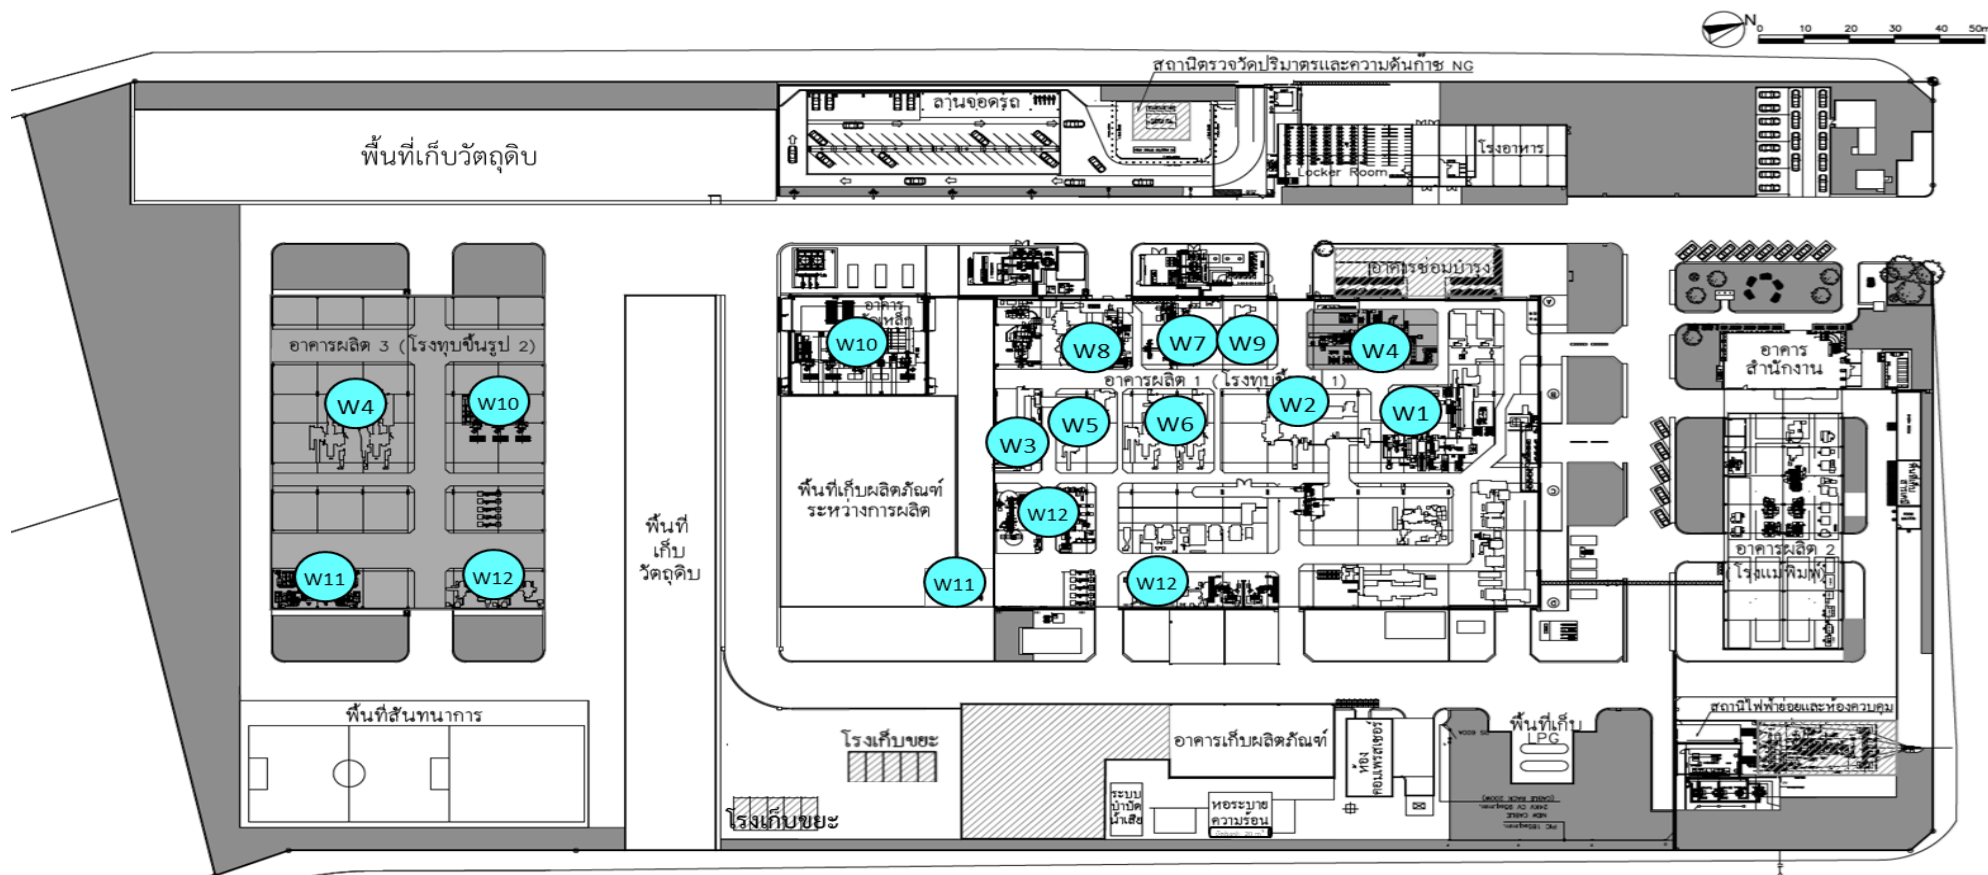 N
0 10 20 30 40 50m
สถานีตรวจวัดปริมาตรและความดันก๊าซ NG
ลานจอดรถ
พื้นที่เก็บวัตถุดิบ
โรงอาหาร
Locker Room
อาคารซ่อมบำรุง
อาคาร
W10
W8
W7
W9
W4
อาคารผลิต 3 (โรงทุบขึ้นรูป 2)
อาคาร
สำนักงาน
อาคารผลิต 1 (โรงทุบขึ้นรูป 1)
W4
W10
W3
W5
W6
W2
W1
พื้นที่เก็บผลิตภัณฑ์
ระหว่างการผลิต
W12
พื้นที่
เก็บ
วัตถุดิบ
อาคารผลิต 2
(โรงแม่พิมพ์)
W11
W12
W11
W12
A
B
C
D
พื้นที่สันทนาการ
สถานีไฟฟ้าย่อยและห้องควบคุม
โรงเก็บขยะ
อาคารเก็บผลิตภัณฑ์
ห้อง
คอมเพรสเซอร์
พื้นที่เก็บ
LPG
โรงเก็บขยะ
ระบบ
บำบัด
น้ำเสีย
หอระบาย
ความร้อน